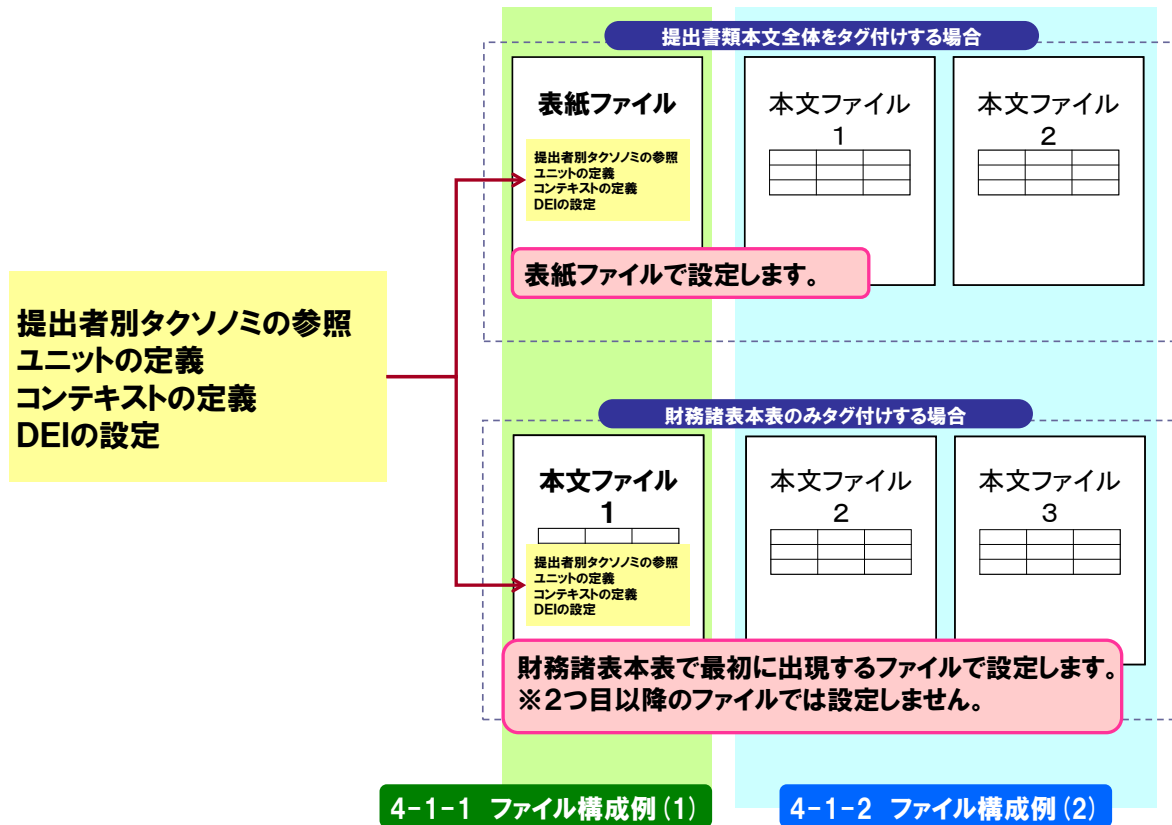 提出書類本文全体をタグ付けする場合
表紙ファイル
提出者別タクソノミの参照
ユニットの定義
コンテキストの定義
DEIの設定
本文ファイル
1
本文ファイル
2
表紙ファイルで設定します。
提出者別タクソノミの参照
ユニットの定義
コンテキストの定義
DEIの設定
財務諸表本表のみタグ付けする場合
本文ファイル
1
提出者別タクソノミの参照
ユニットの定義
コンテキストの定義
DEIの設定
本文ファイル
2
本文ファイル
3
財務諸表本表で最初に出現するファイルで設定します。
※2つ目以降のファイルでは設定しません。
4-1-1 ファイル構成例(1)
4-1-2 ファイル構成例(2)